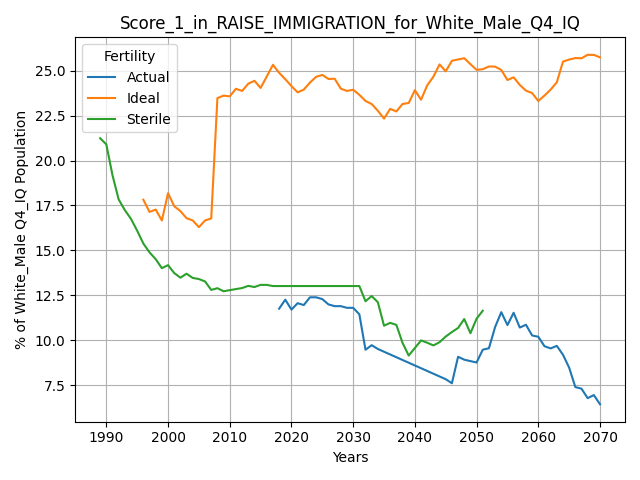 Score_1_in_RAISE_IMMIGRATION_for_White_Male_Q4_IQ
Fertility
Actual
Ideal
Sterile
% of White_Male Q4_IQ Population
25.0
22.5
20.0
17.5
15.0
12.5
10.0
7.5
1990 2000 2010 2020 2030 2040 2050 2060 2070
Years